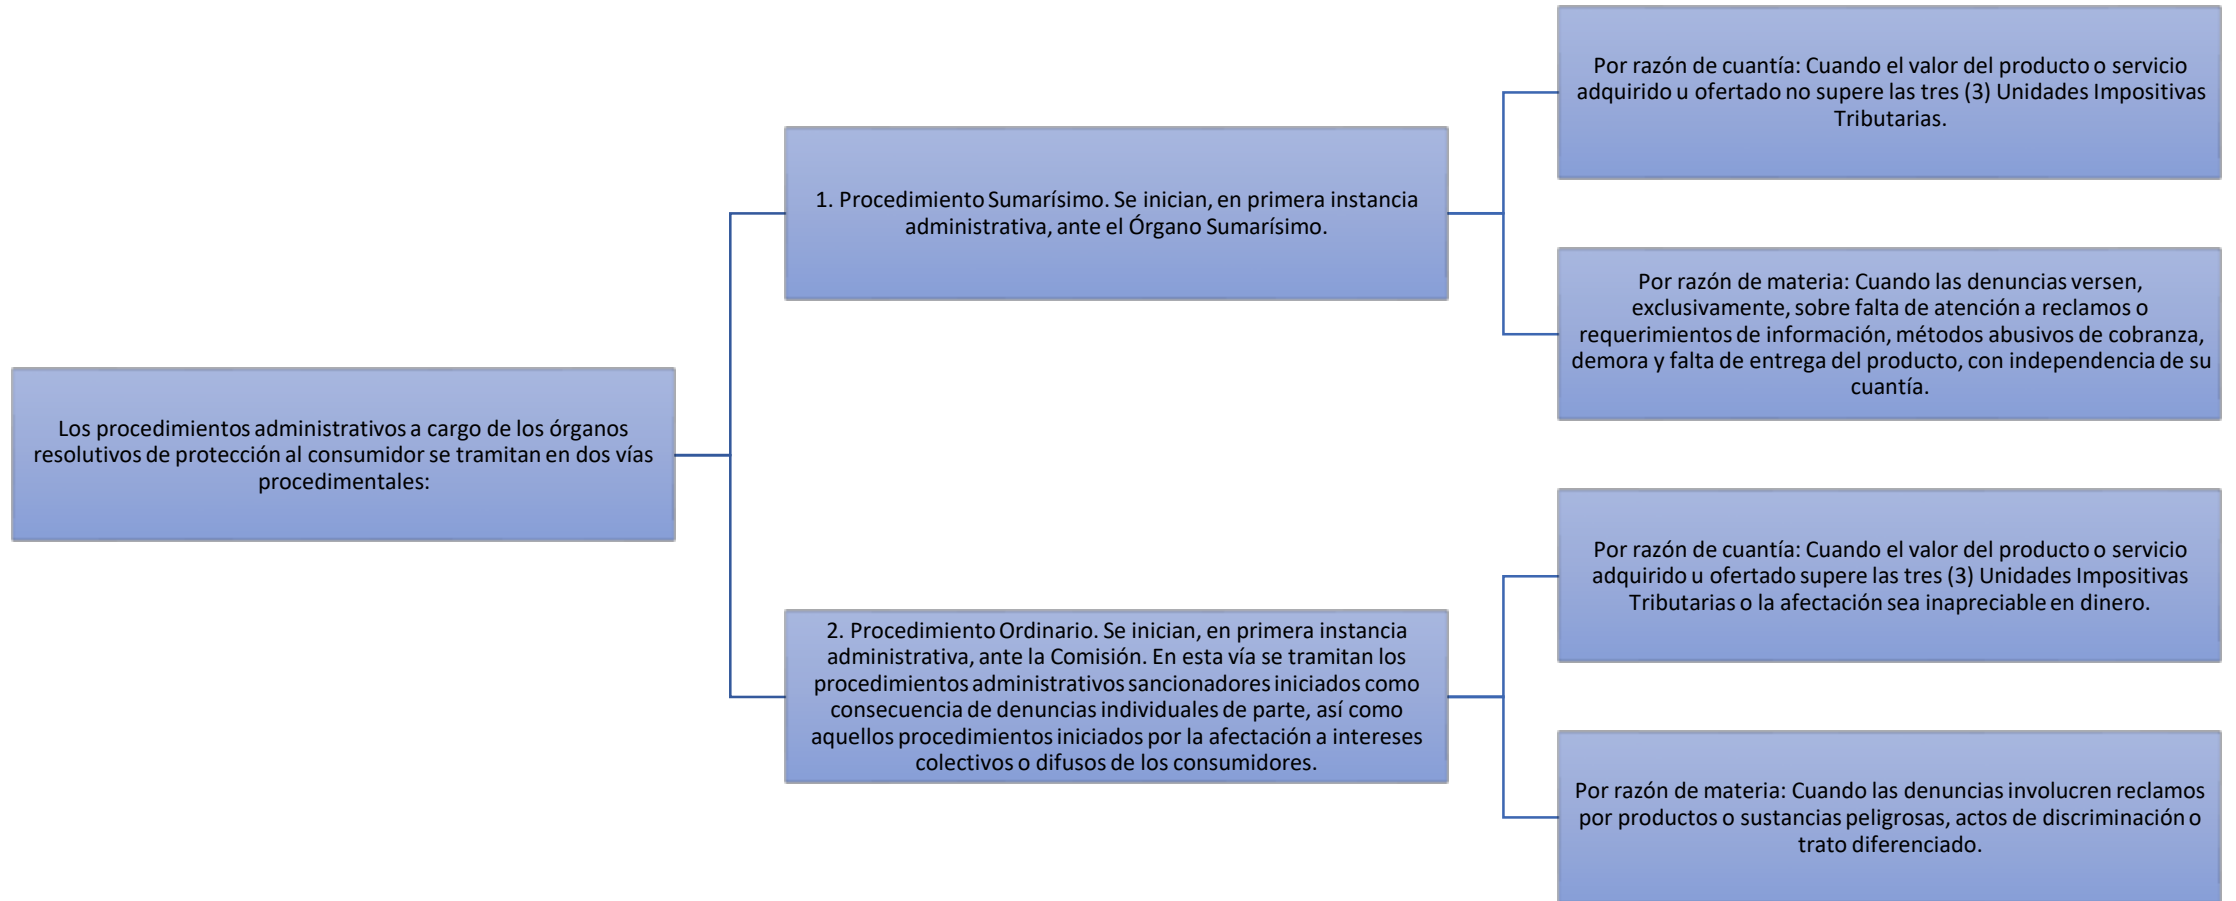 Los procedimientos administrativos a cargo de los órganos
resolutivos de protección al consumidor se tramitan en dos vías
procedimentales:
1. Procedimiento Sumarísimo. Se inician, en primera instancia
administrativa, ante el Órgano Sumarísimo.
Por razón de cuantía: Cuando el valor del producto o servicio
adquirido u ofertado no supere las tres (3) Unidades Impositivas
Tributarias.
Por razón de materia: Cuando las denuncias versen,
exclusivamente, sobre falta de atención a reclamos o
requerimientos de información, métodos abusivos de cobranza,
demora y falta de entrega del producto, con independencia de su
cuantía.
2. Procedimiento Ordinario. Se inician, en primera instancia
administrativa, ante la Comisión. En esta vía se tramitan los
procedimientos administrativos sancionadores iniciados como
consecuencia de denuncias individuales de parte, así como
aquellos procedimientos iniciados por la afectación a intereses
colectivos o difusos de los consumidores.
Por razón de cuantía: Cuando el valor del producto o servicio
adquirido u ofertado supere las tres (3) Unidades Impositivas
Tributarias o la afectación sea inapreciable en dinero.
Por razón de materia: Cuando las denuncias involucren reclamos
por productos o sustancias peligrosas, actos de discriminación o
trato diferenciado.